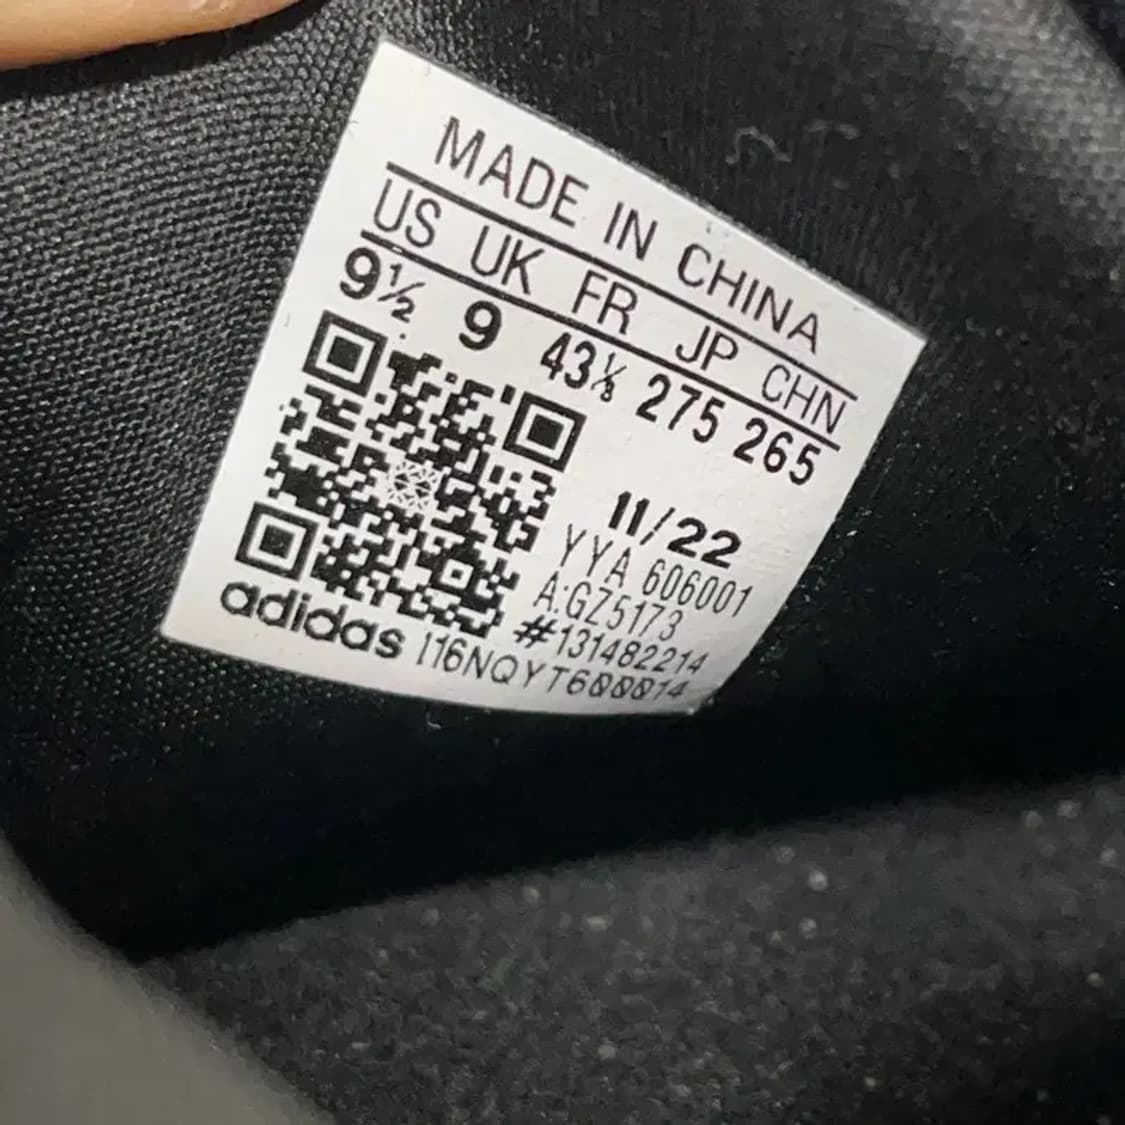 MADE IN CHINA
US UK FR JP CHN
9½ 9 43⅓ 275 265
11/22
YYA 606001
A:GZ5173
#131482214
adidas I16NQYT600014